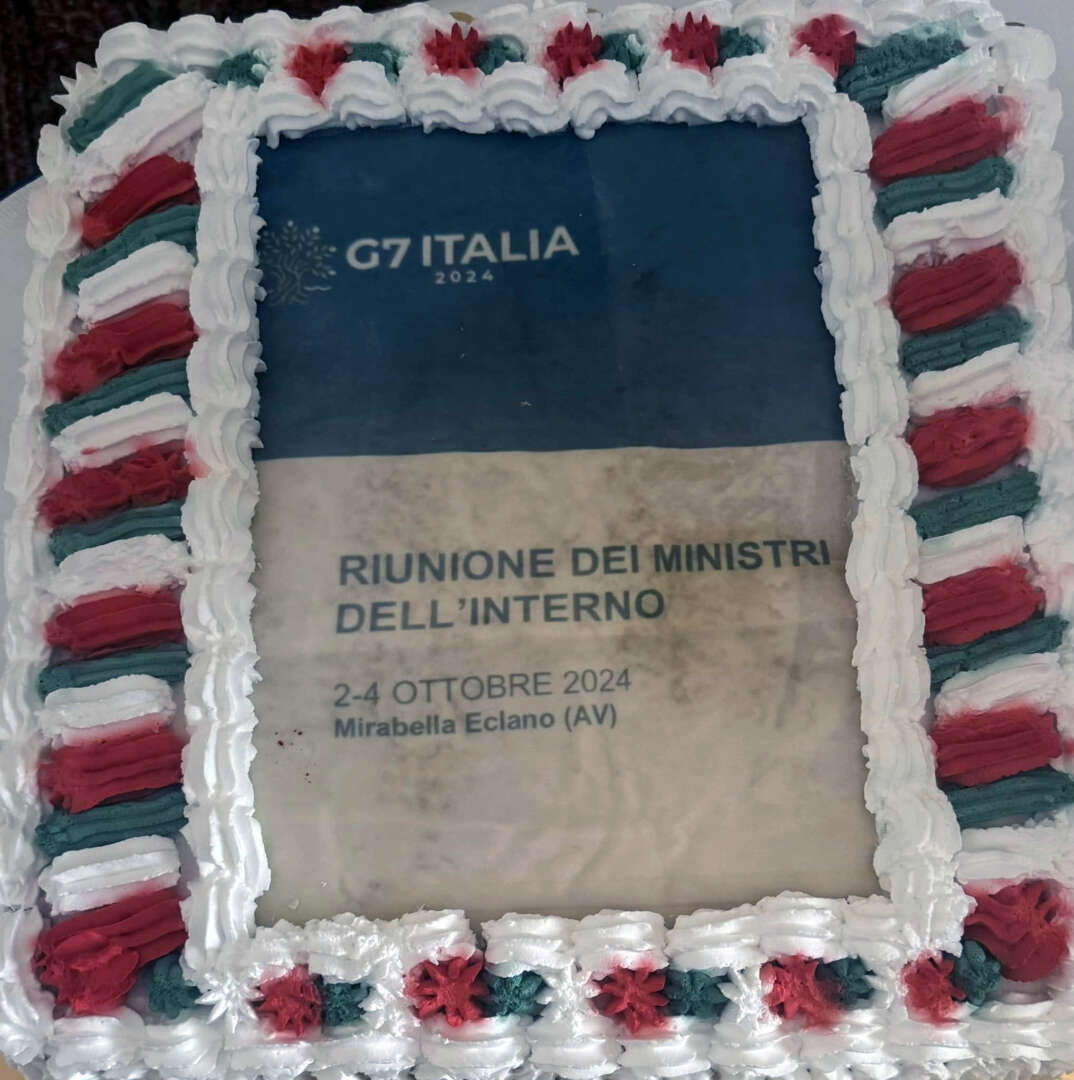 G7 ITALIA
2024
RIUNIONE DEI MINISTRI
DELL'INTERNO
2-4 OTTOBRE 2024
Mirabella Eclano (AV)